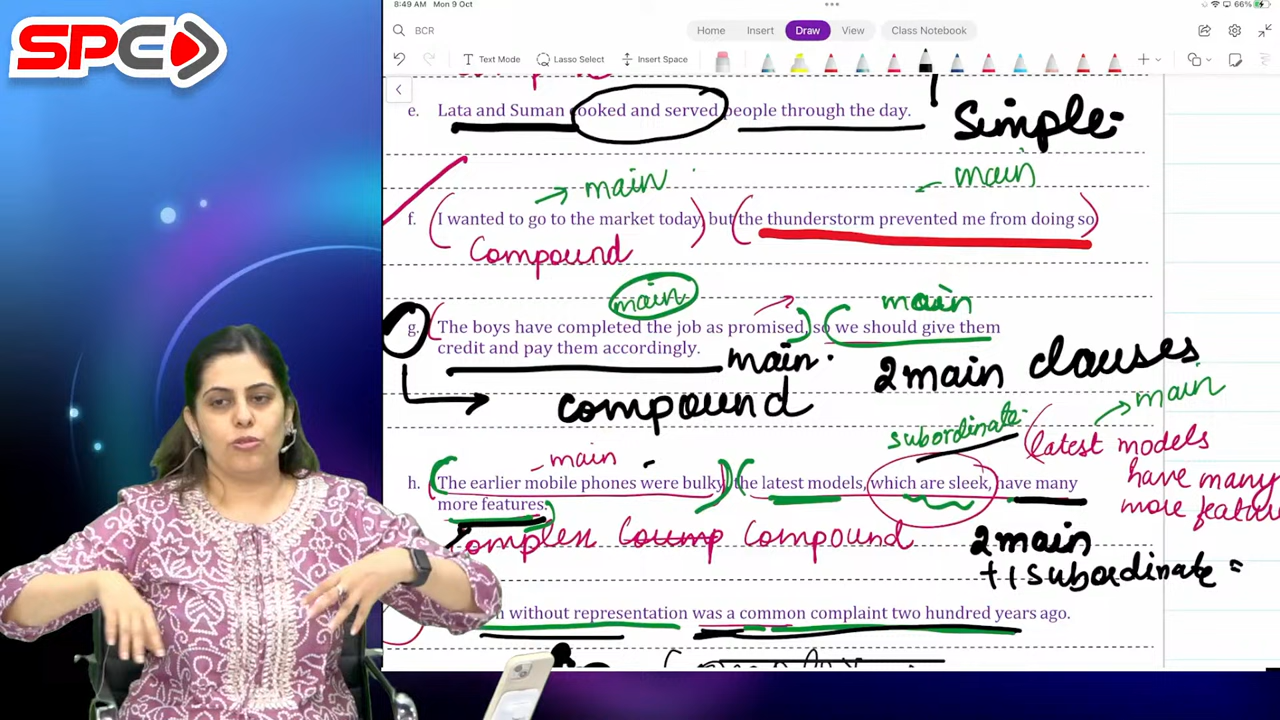 8:49 AM Mon 9 Oct
66%
SPC
BCR
Home Insert Draw View Class Notebook
Text Mode Lasso Select Insert Space
e. Lata and Suman cooked and served people through the day.
Simple
main
main
f. (I wanted to go to the market today, but (the thunderstorm prevented me from doing so)
Compound
main
main
g. (The boys have completed the job as promised,) so (we should give them
credit and pay them accordingly.
main.
2 main clauses
compound
main
subordinate.
(latest models
have many
main
h. (The earlier mobile phones were bulky) (the latest models, which are sleek, have many
more features.)
complex Coump Compound
2 main
+ 1 subordinate =
without representation was a common complaint two hundred years ago.